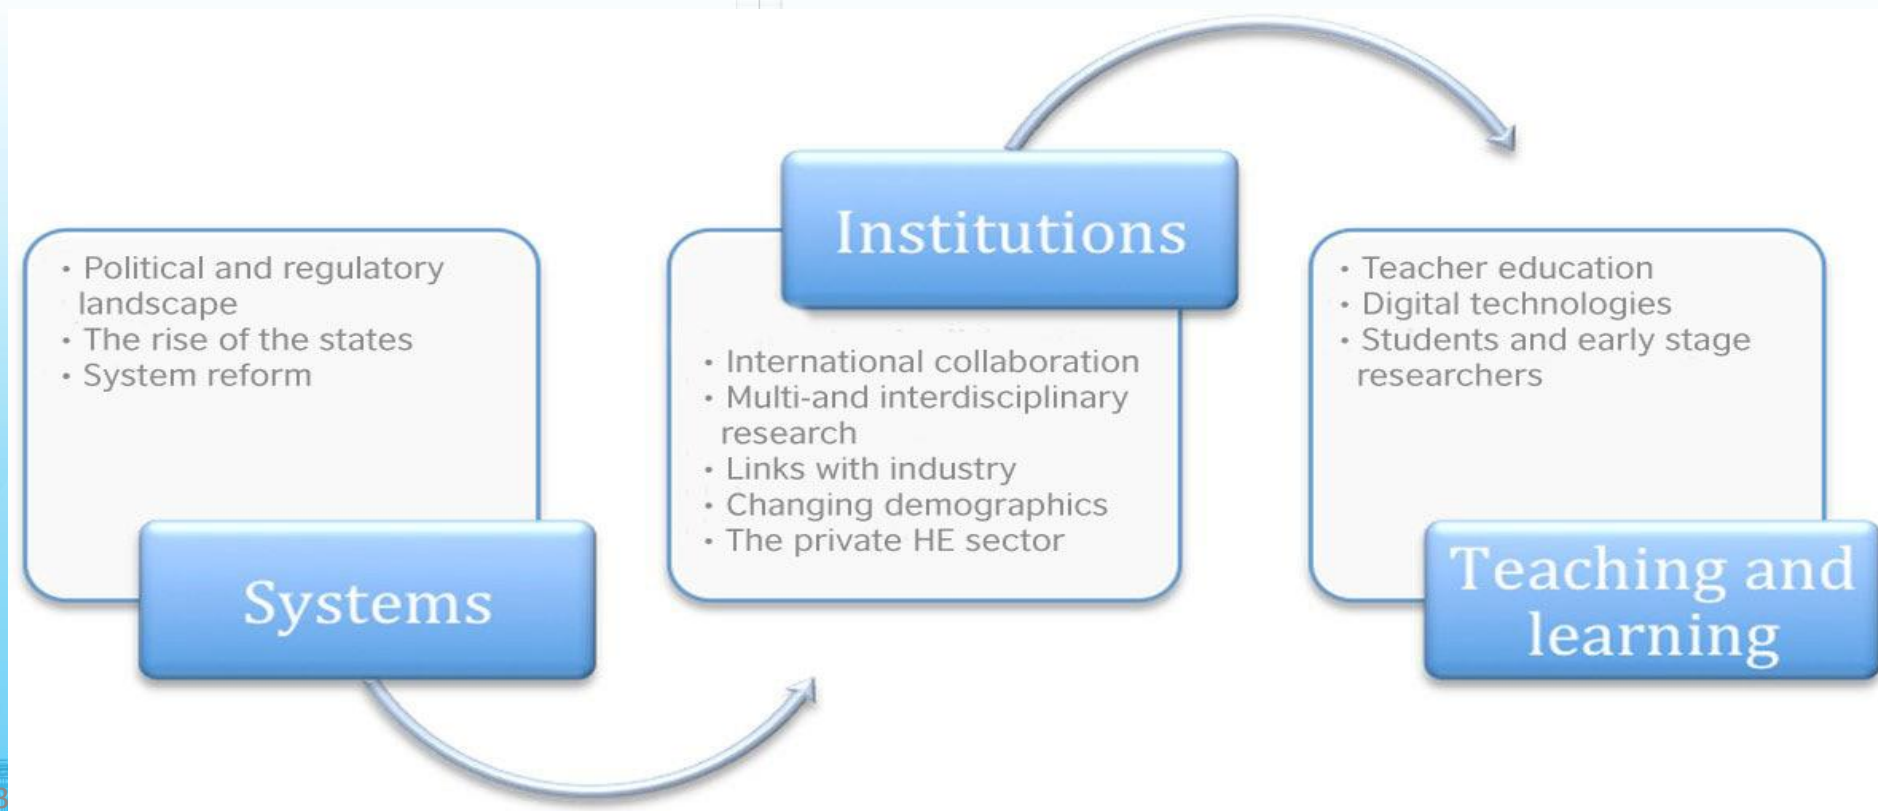 • Political and regulatory
landscape
• The rise of the states
• System reform
Systems
Institutions
• International collaboration
• Multi-and interdisciplinary
research
• Links with industry
• Changing demographics
• The private HE sector
• Teacher education
• Digital technologies
• Students and early stage
researchers
Teaching and
learning